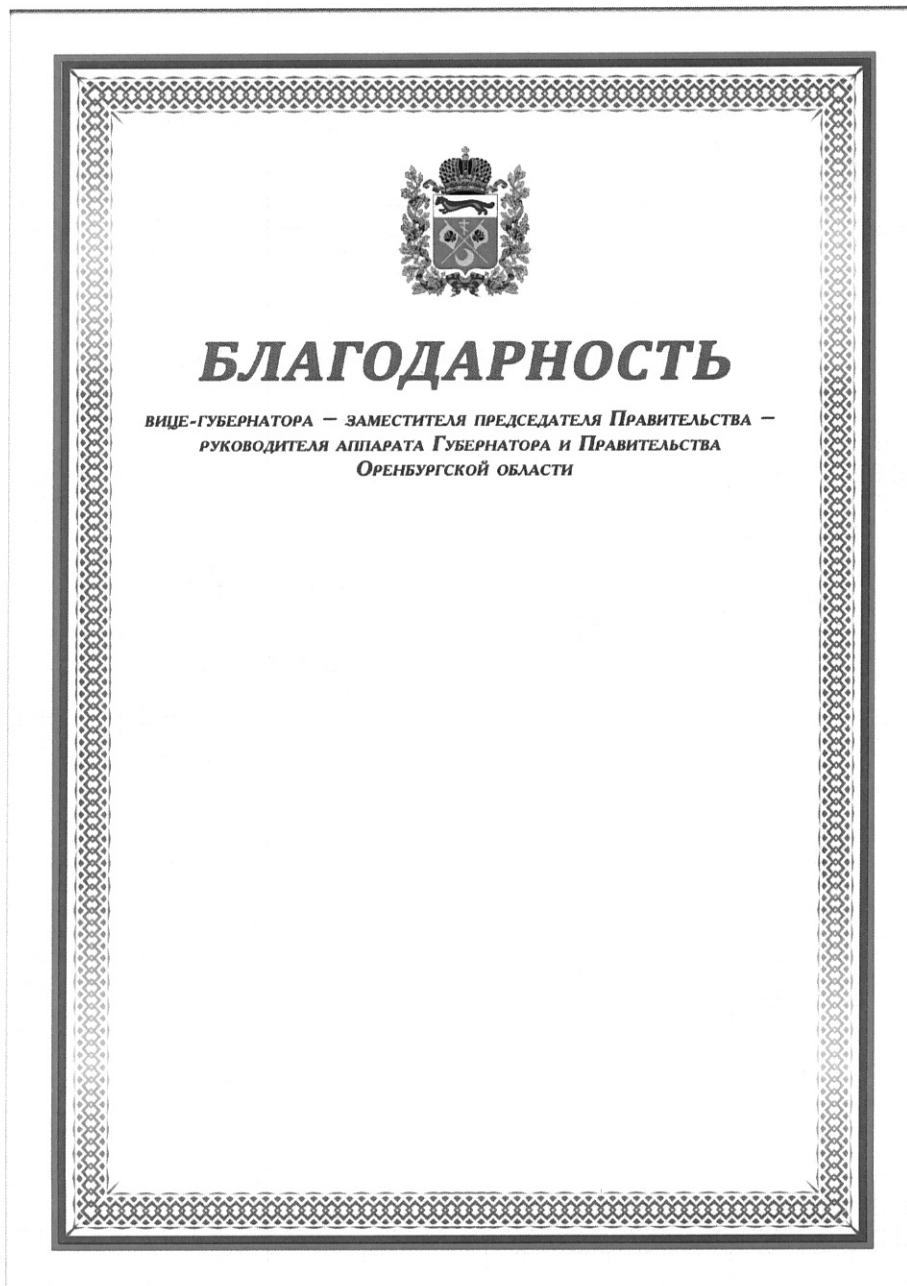 БЛАГОДАРНОСТЬ
ВИЦЕ-ГУБЕРНАТОРА – ЗАМЕСТИТЕЛЯ ПРЕДСЕДАТЕЛЯ ПРАВИТЕЛЬСТВА –
РУКОВОДИТЕЛЯ АППАРАТА ГУБЕРНАТОРА И ПРАВИТЕЛЬСТВА
ОРЕНБУРГСКОЙ ОБЛАСТИ